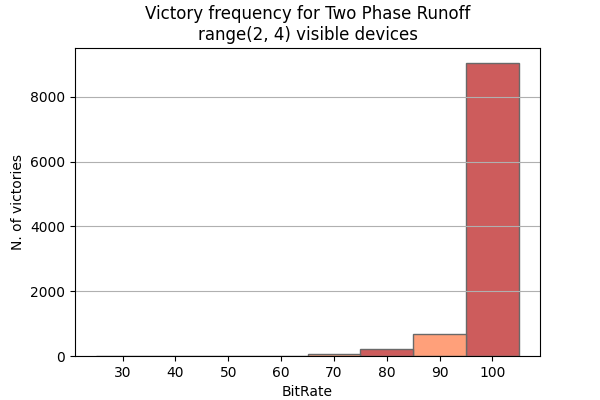 Victory frequency for Two Phase Runoff
range(2, 4) visible devices
8000
6000
4000
2000
0
N. of victories
30 40 50 60 70 80 90 100
BitRate